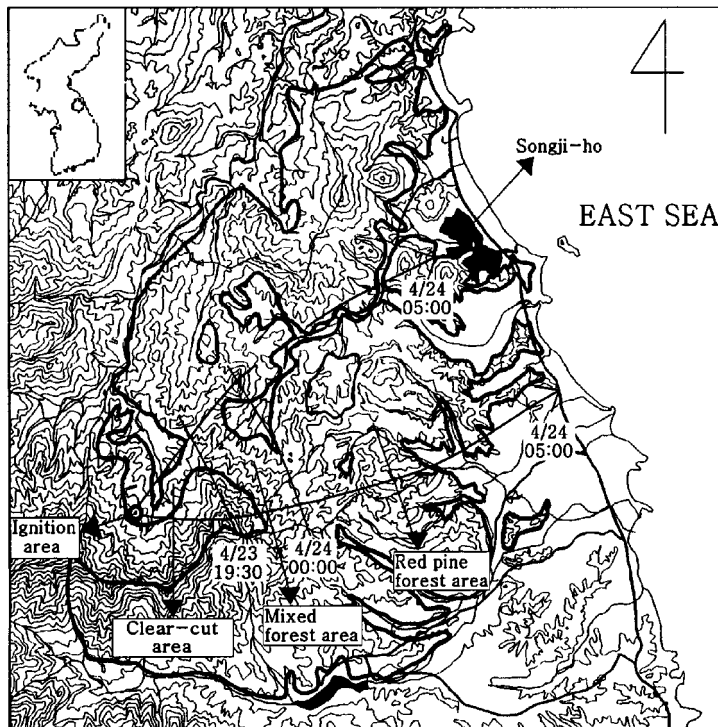 Songji-ho
EAST SEA
4/24
05:00
4/24
05:00
Ignition
area
4/23
19:30
4/24
00:00
Red pine
forest area
Clear-cut
area
Mixed
forest area